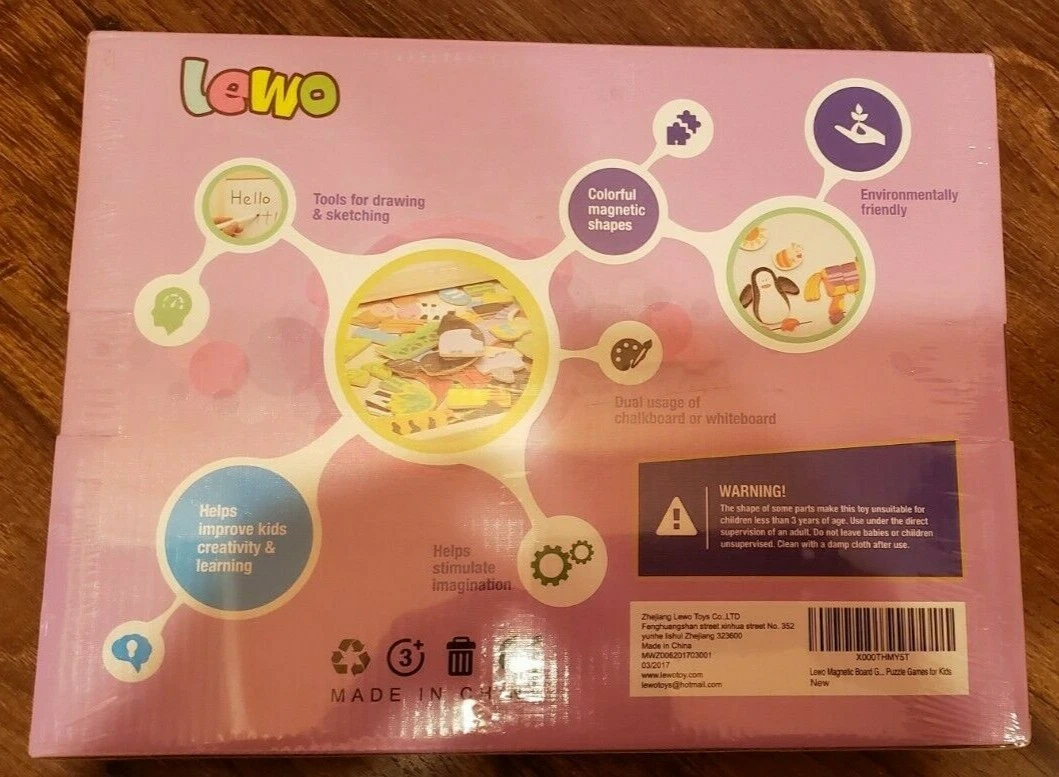 Lewo
Hello
Tools for drawing
& sketching
Colorful
magnetic
shapes
Environmentally
friendly
Dual usage of
chalkboard or whiteboard
Helps
improve kids
creativity &
learning
Helps
stimulate
imagination
WARNING!
The shape of some parts make this toy unsuitable for
children less than 3 years of age. Use under the direct
supervision of an adult. Do not leave babies or children
unsupervised. Clean with a damp cloth after use.
3+
MADE IN CHINA
Zhejiang Lewo Toys Co.,LTD
Fenghuangshan street xinhua street No. 352
yunhe lishui Zhejiang 323600
Made in China
MWZ006201703001
03/2017
www.lewotoy.com
lewotoys@hotmail.com
X000THMY5T
Lewo Magnetic Board G... Puzzle Games for Kids
New